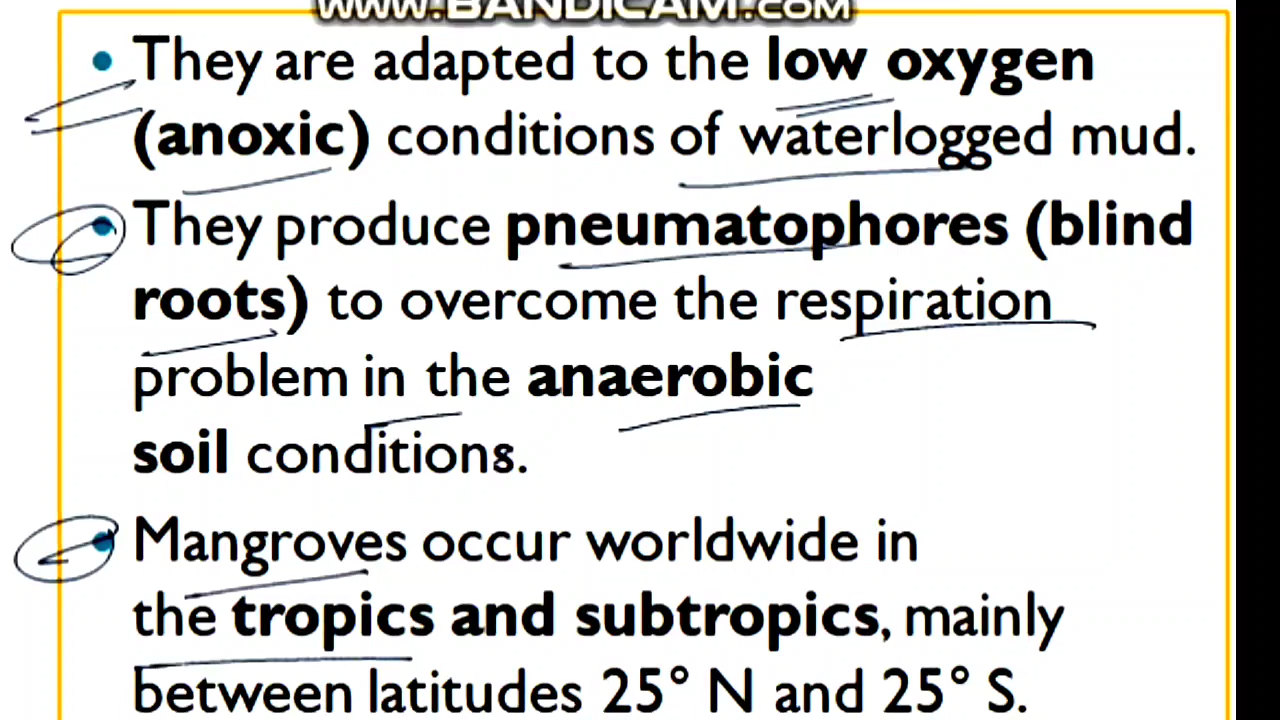 www.BANDICAM.com
• They are adapted to the low oxygen
(anoxic) conditions of waterlogged mud.
• They produce pneumatophores (blind
roots) to overcome the respiration
problem in the anaerobic
soil conditions.
• Mangroves occur worldwide in
the tropics and subtropics, mainly
between latitudes 25° N and 25° S.